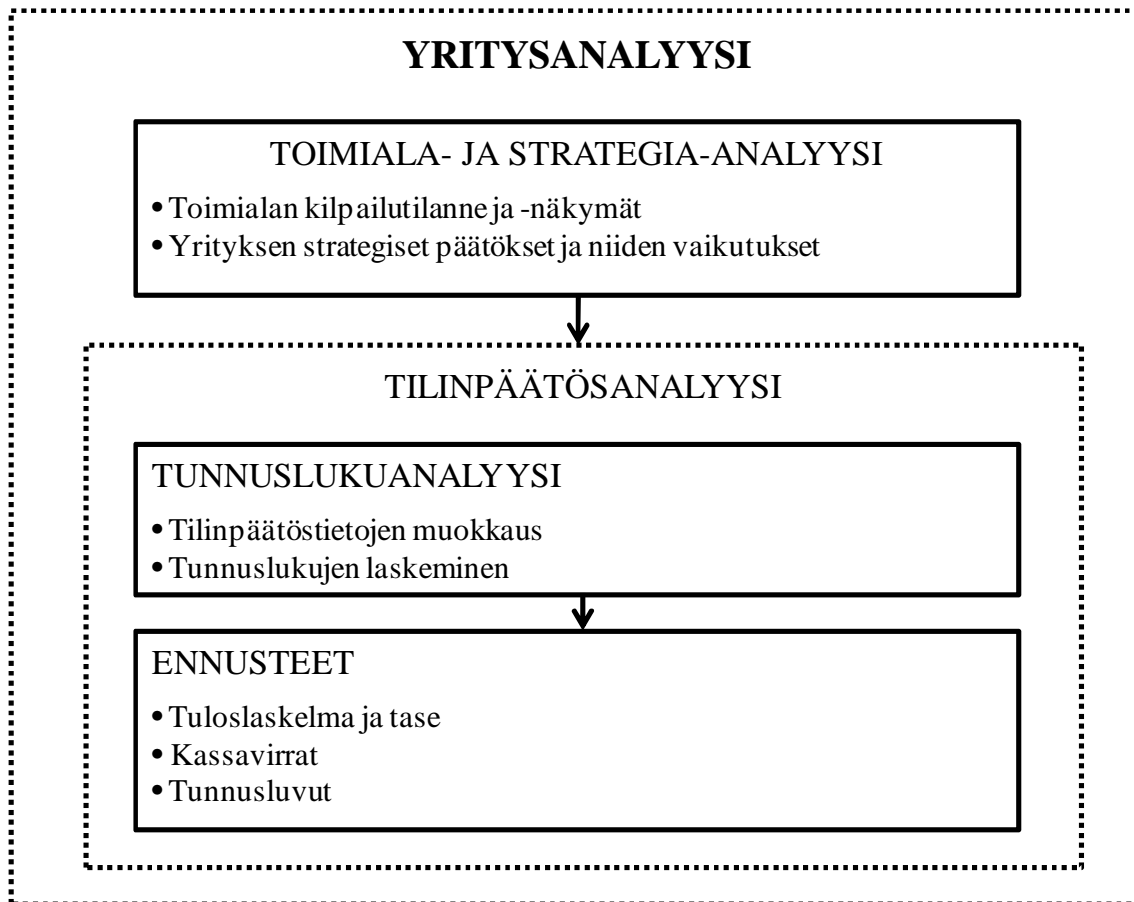 YRITYSANALYYSI
TOIMIALA- JA STRATEGIA-ANALYYSI
• Toimialan kilpailutilanne ja -näkymät
• Yrityksen strategiset päätökset ja niiden vaikutukset
TILINPÄÄTÖSANALYYSI
TUNNUSLUKUANALYYSI
• Tilinpäätöstietojen muokkaus
• Tunnuslukujen laskeminen
ENNUSTEET
• Tuloslaskelma ja tase
• Kassavirrat
• Tunnusluvut